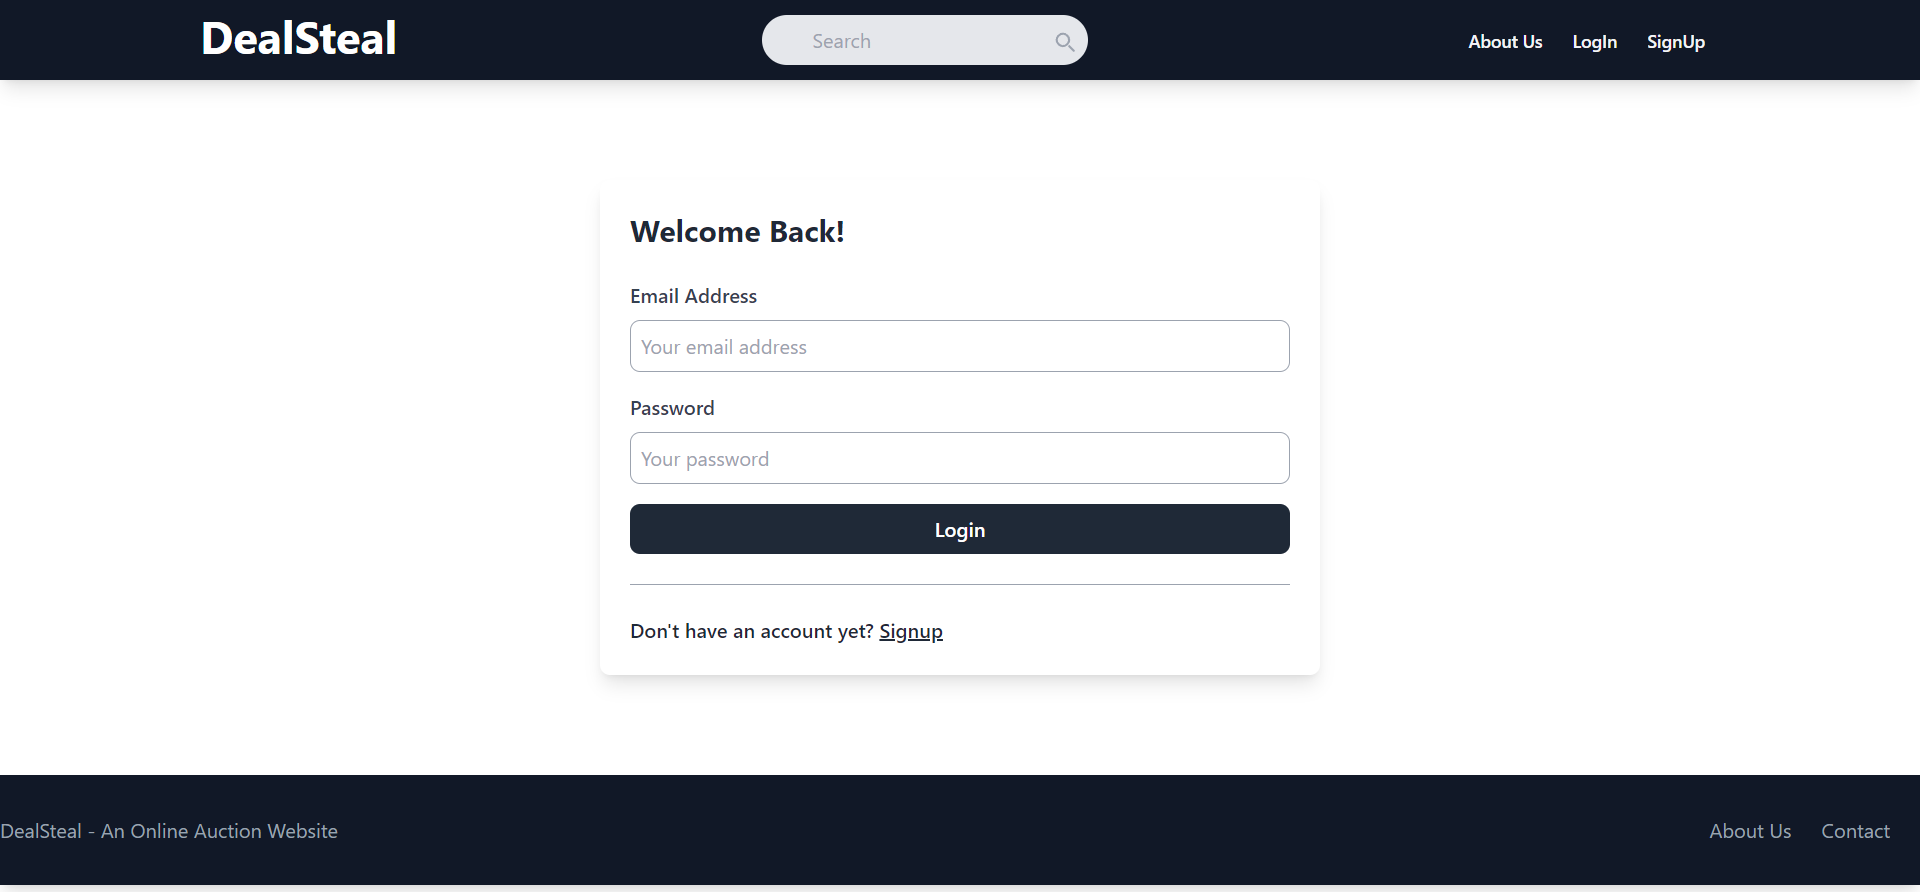 DealSteal
Search
About Us LogIn SignUp
Welcome Back!
Email Address
Your email address
Password
Your password
Login
Don't have an account yet? Signup
DealSteal - An Online Auction Website
About Us Contact